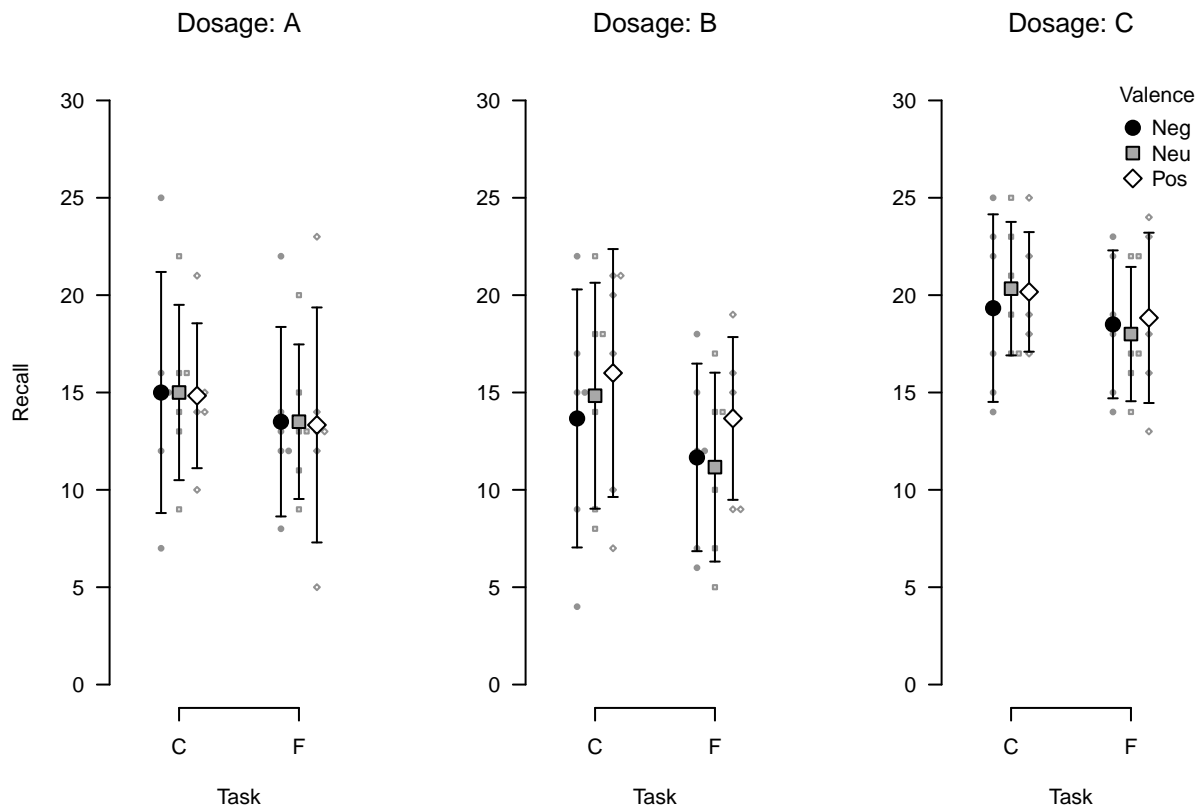 Dosage: A
Dosage: B
Dosage: C
Recall
30
25
20
15
10
5
0
C
F
Task
30
25
20
15
10
5
0
C
F
Task
30
25
20
15
10
5
0
C
F
Task
Valence
Neg
Neu
Pos